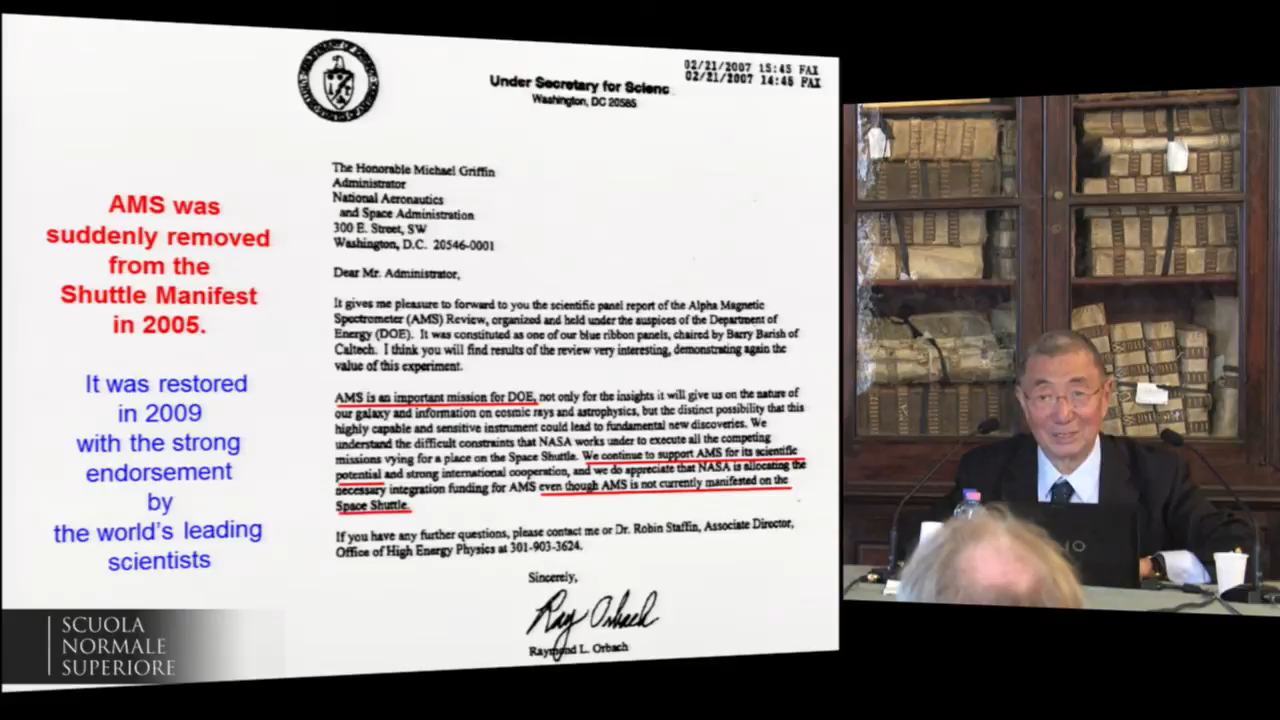 AMS was
suddenly removed
from the
Shuttle Manifest
in 2005.
It was restored
in 2009
with the strong
endorsement
by
the world's leading
scientists
Under Secretary for Scienc
Washington, DC 20585
02/21/2007 15:45 FAX
02/21/2007 14:46 FAX
The Honorable Michael Griffin
Administrator
National Aeronautics
and Space Administration
300 E. Street, SW
Washington, D.C. 20546-0001
Dear Mr. Administrator,
It gives me pleasure to forward to you the scientific panel report of the Alpha Magnetic
Spectrometer (AMS) Review, organized and held under the auspices of the Department of
Energy (DOE). It was constituted as one of our blue ribbon panels, chaired by Barry Barish of
Caltech. I think you will find results of the review very interesting, demonstrating again the
value of this experiment.
AMS is an important mission for DOE, not only for the insights it will give us on the nature of
our galaxy and information on cosmic rays and astrophysics, but the distinct possibility that this
highly capable and sensitive instrument could lead to fundamental new discoveries. We
understand the difficult constraints that NASA works under to execute all the competing
missions vying for a place on the Space Shuttle. We continue to support AMS for its scientific
potential and strong international cooperation, and we do appreciate that NASA is allocating the
necessary integration funding for AMS even though AMS is not currently manifested on the
Space Shuttle.
If you have any further questions, please contact me or Dr. Robin Staffin, Associate Director,
Office of High Energy Physics at 301-903-3624.
Sincerely,
Ray Orbach
Raymond L. Orbach
SCUOLA
NORMALE
SUPERIORE